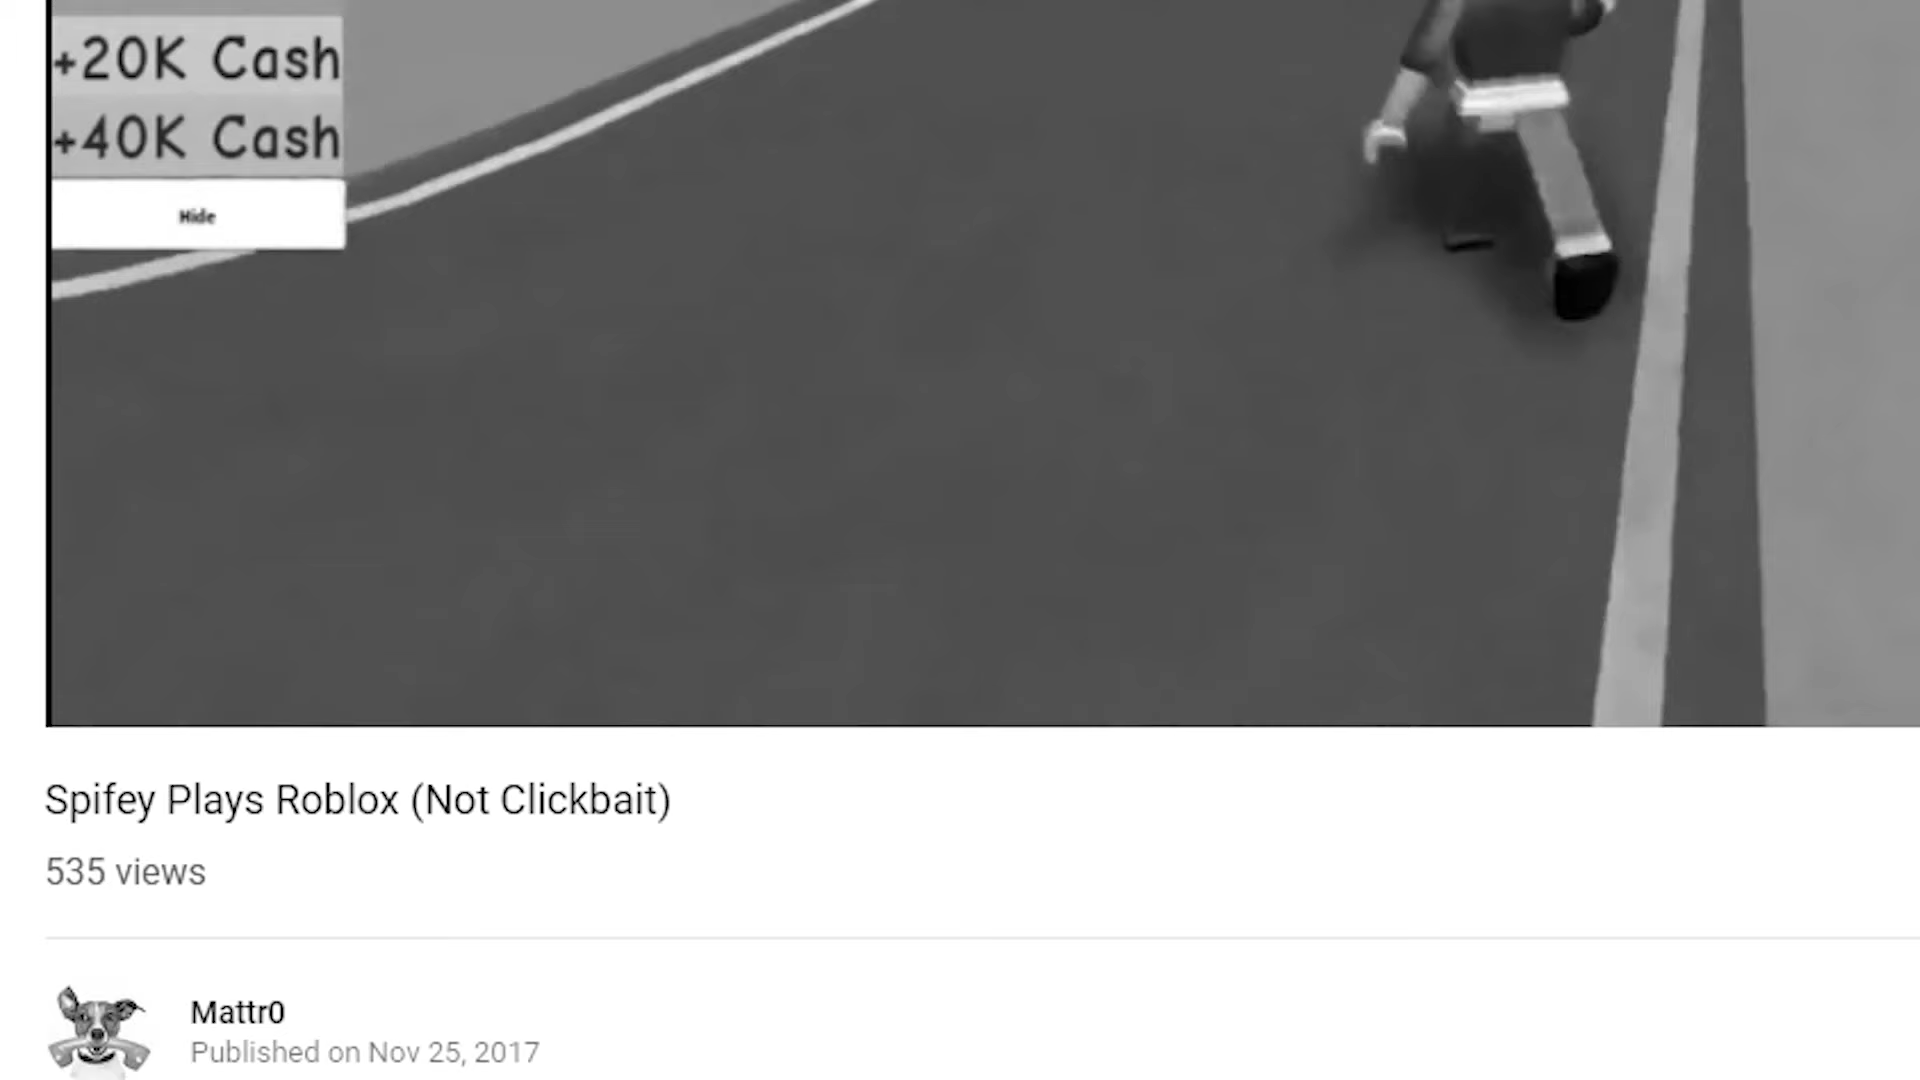 +20K Cash
+40K Cash
Hide
Spifey Plays Roblox (Not Clickbait)
535 views
Mattr0
Published on Nov 25, 2017